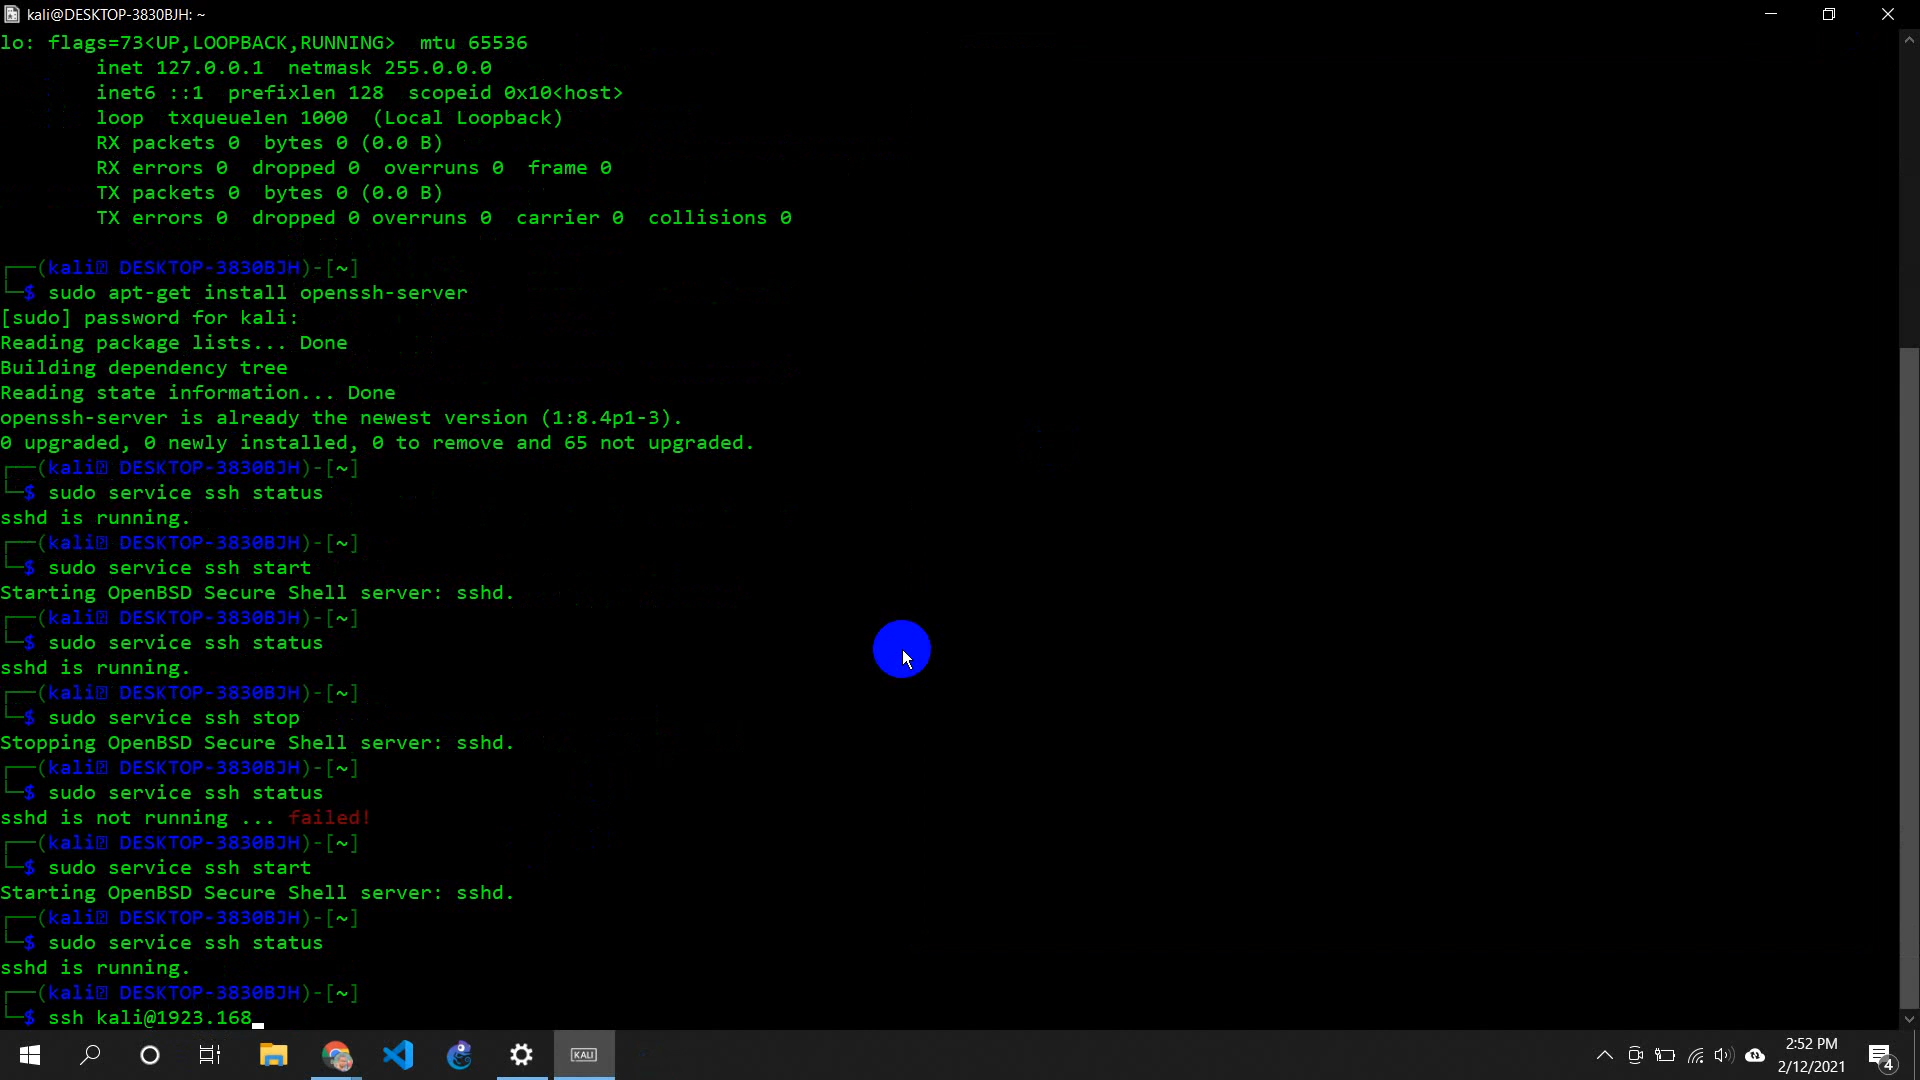 kali@DESKTOP-3830BJH: ~
lo: flags=73<UP,LOOPBACK,RUNNING>  mtu 65536
        inet 127.0.0.1  netmask 255.0.0.0
        inet6 ::1  prefixlen 128  scopeid 0x10<host>
        loop  txqueuelen 1000  (Local Loopback)
        RX packets 0  bytes 0 (0.0 B)
        RX errors 0  dropped 0  overruns 0  frame 0
        TX packets 0  bytes 0 (0.0 B)
        TX errors 0  dropped 0 overruns 0  carrier 0  collisions 0
┌──(kali⍰ DESKTOP-3830BJH)-[~]
└─$ sudo apt-get install openssh-server
[sudo] password for kali:
Reading package lists... Done
Building dependency tree
Reading state information... Done
openssh-server is already the newest version (1:8.4p1-3).
0 upgraded, 0 newly installed, 0 to remove and 65 not upgraded.
┌──(kali⍰ DESKTOP-3830BJH)-[~]
└─$ sudo service ssh status
sshd is running.
┌──(kali⍰ DESKTOP-3830BJH)-[~]
└─$ sudo service ssh start
Starting OpenBSD Secure Shell server: sshd.
┌──(kali⍰ DESKTOP-3830BJH)-[~]
└─$ sudo service ssh status
sshd is running.
┌──(kali⍰ DESKTOP-3830BJH)-[~]
└─$ sudo service ssh stop
Stopping OpenBSD Secure Shell server: sshd.
┌──(kali⍰ DESKTOP-3830BJH)-[~]
└─$ sudo service ssh status
sshd is not running ... failed!
┌──(kali⍰ DESKTOP-3830BJH)-[~]
└─$ sudo service ssh start
Starting OpenBSD Secure Shell server: sshd.
┌──(kali⍰ DESKTOP-3830BJH)-[~]
└─$ sudo service ssh status
sshd is running.
┌──(kali⍰ DESKTOP-3830BJH)-[~]
└─$ ssh kali@1923.168
KALI
2:52 PM
2/12/2021
4